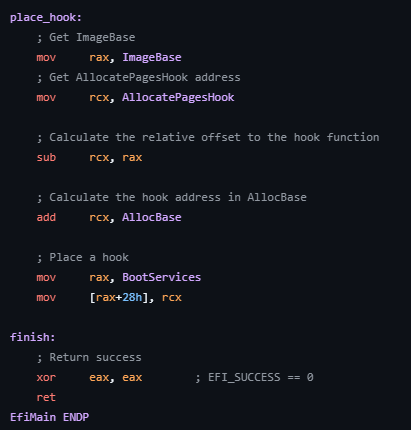 place_hook:
; Get ImageBase
mov rax, ImageBase
; Get AllocatePagesHook address
mov rcx, AllocatePagesHook
; Calculate the relative offset to the hook function
sub rcx, rax
; Calculate the hook address in AllocBase
add rcx, AllocBase
; Place a hook
mov rax, BootServices
mov [rax+28h], rcx
finish:
; Return success
xor eax, eax ; EFI_SUCCESS == 0
ret
EfiMain ENDP